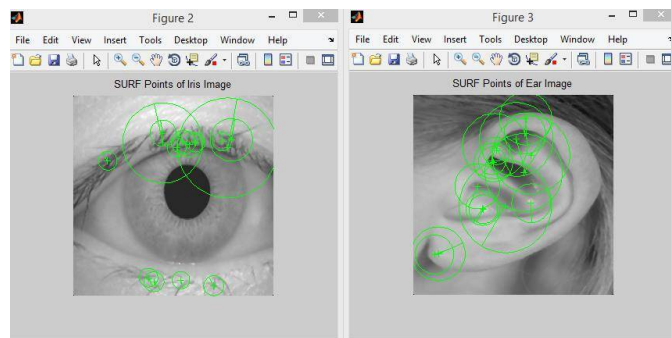 Figure 2
File Edit View Insert Tools Desktop Window Help
SURF Points of Iris Image
Figure 3
File Edit View Insert Tools Desktop Window Help
SURF Points of Ear Image